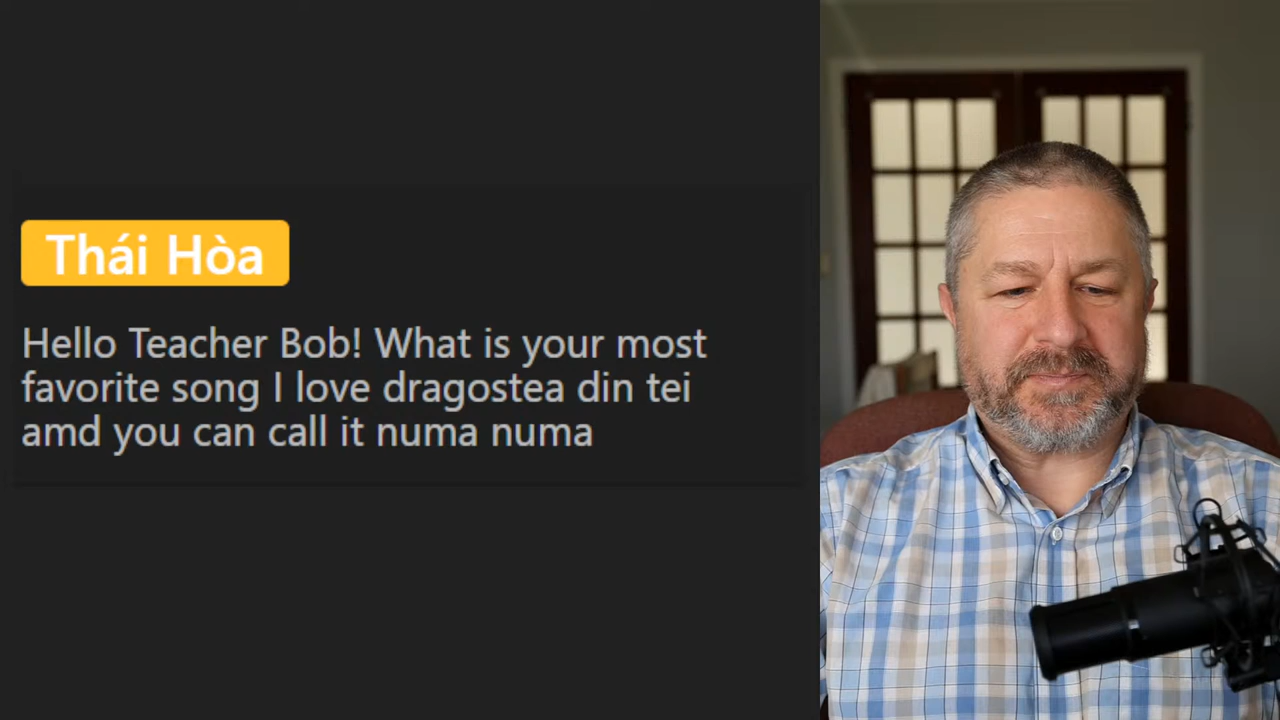 Thái Hòa
Hello Teacher Bob! What is your most
favorite song I love dragostea din tei
amd you can call it numa numa